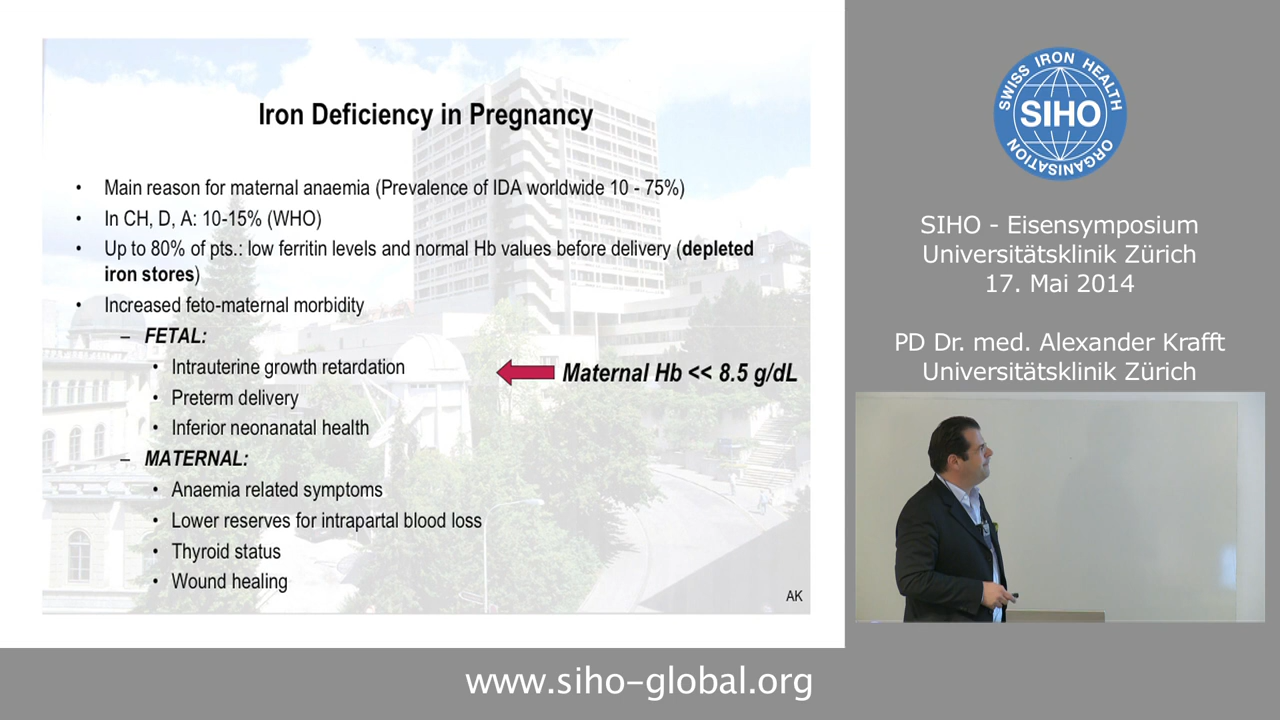 Iron Deficiency in Pregnancy
• Main reason for maternal anaemia (Prevalence of IDA worldwide 10 - 75%)
• In CH, D, A: 10-15% (WHO)
• Up to 80% of pts.: low ferritin levels and normal Hb values before delivery (depleted
iron stores)
• Increased feto-maternal morbidity
– FETAL:
• Intrauterine growth retardation
Maternal Hb << 8.5 g/dL
• Preterm delivery
• Inferior neonanatal health
– MATERNAL:
• Anaemia related symptoms
• Lower reserves for intrapartal blood loss
• Thyroid status
• Wound healing
AK
SWISS IRON HEALTH
SIHO
ORGANISATION
SIHO - Eisensymposium
Universitätsklinik Zürich
17. Mai 2014
PD Dr. med. Alexander Krafft
Universitätsklinik Zürich
www.siho-global.org